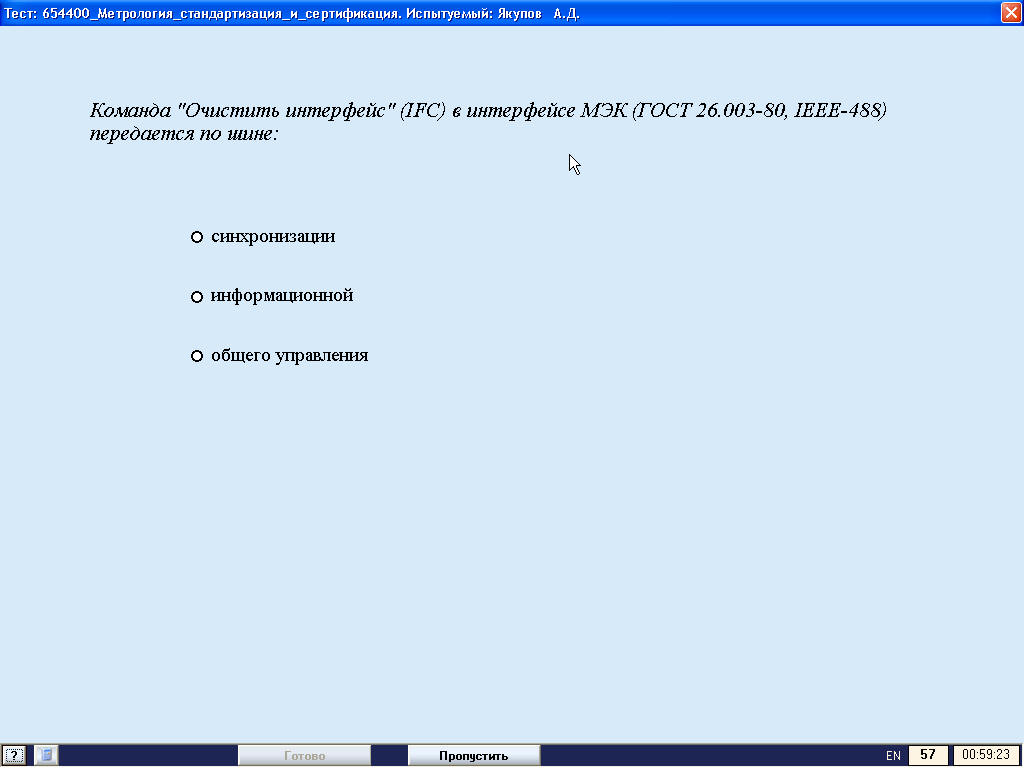 Тест: 654400_Метрология_стандартизация_и_сертификация. Испытуемый: Якупов А.Д.
Команда "Очистить интерфейс" (IFC) в интерфейсе МЭК (ГОСТ 26.003-80, IEEE-488)
передается по шине:
синхронизации
информационной
общего управления
? Готово Пропустить EN 57 00:59:23